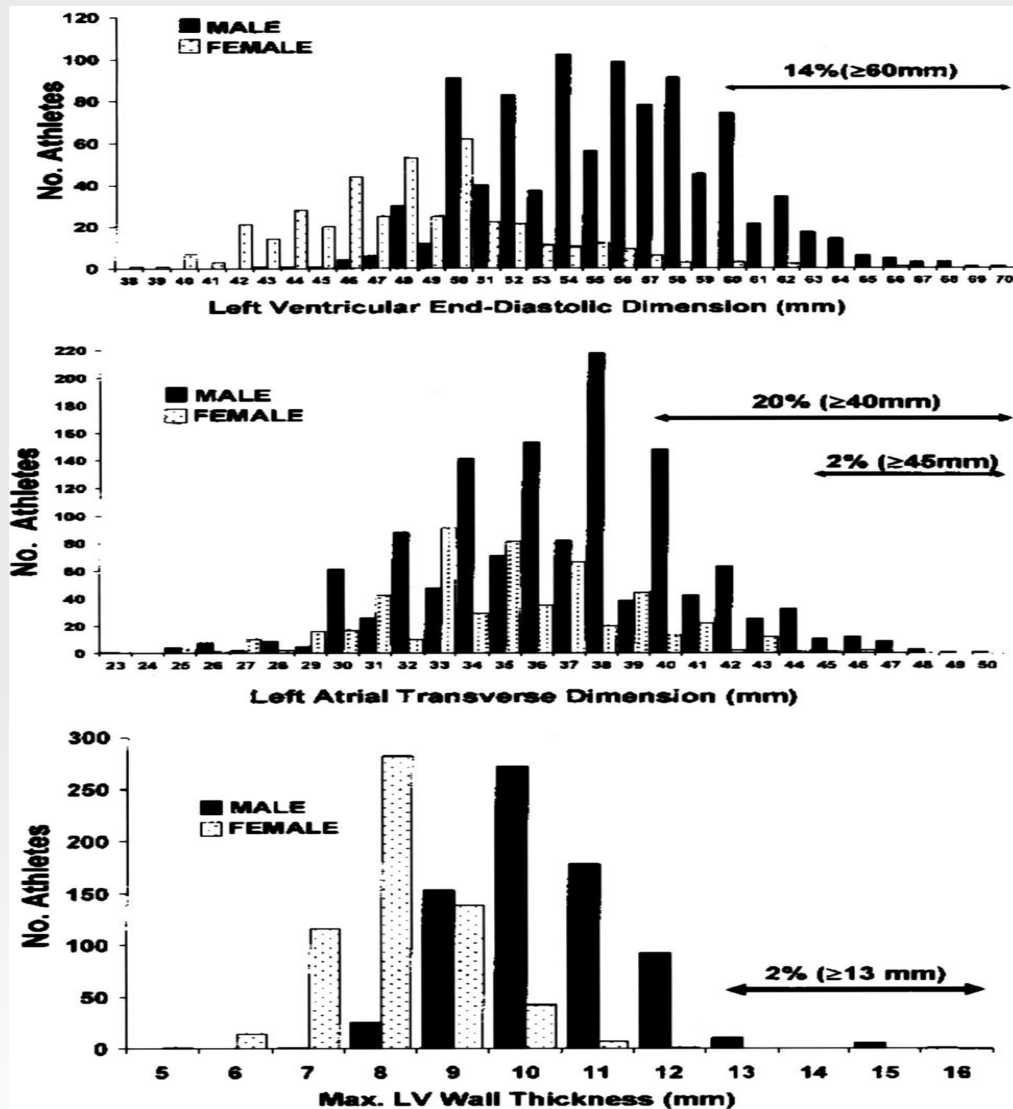 120
100
80
60
40
20
0
No. Athletes
MALE
FEMALE
14%(≥60mm)
38 39 40 41 42 43 44 45 46 47 48 49 50 51 52 53 54 55 56 57 58 59 60 61 62 63 64 65 66 67 68 69 70
Left Ventricular End-Diastolic Dimension (mm)
220
200
180
160
140
120
100
80
60
40
20
0
No. Athletes
MALE
FEMALE
20% (≥40mm)
2% (≥45mm)
23 24 25 26 27 28 29 30 31 32 33 34 35 36 37 38 39 40 41 42 43 44 45 46 47 48 49 50
Left Atrial Transverse Dimension (mm)
300
250
200
150
100
50
0
No. Athletes
MALE
FEMALE
2% (≥13 mm)
5 6 7 8 9 10 11 12 13 14 15 16
Max. LV Wall Thickness (mm)